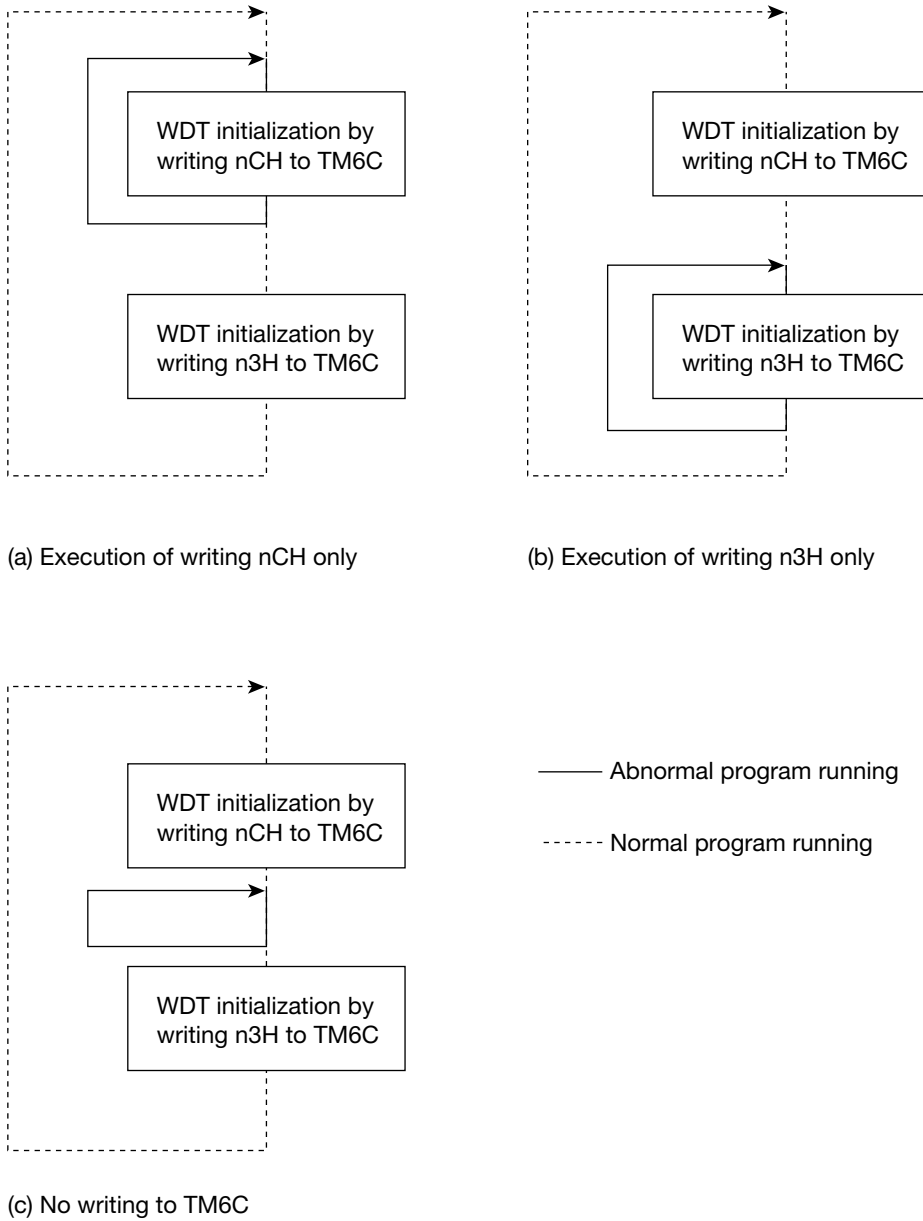 WDT initialization by
writing nCH to TM6C
WDT initialization by
writing n3H to TM6C
(a) Execution of writing nCH only
WDT initialization by
writing nCH to TM6C
WDT initialization by
writing n3H to TM6C
(b) Execution of writing n3H only
WDT initialization by
writing nCH to TM6C
WDT initialization by
writing n3H to TM6C
(c) No writing to TM6C
Abnormal program running
Normal program running